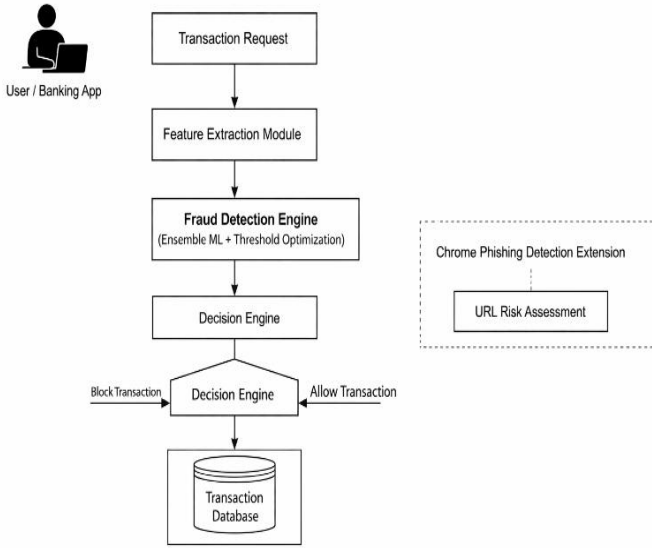 Transaction Request
User / Banking App
Feature Extraction Module
Fraud Detection Engine
(Ensemble ML + Threshold Optimization)
Chrome Phishing Detection Extension
URL Risk Assessment
Decision Engine
Block Transaction
Decision Engine
Allow Transaction
Transaction
Database